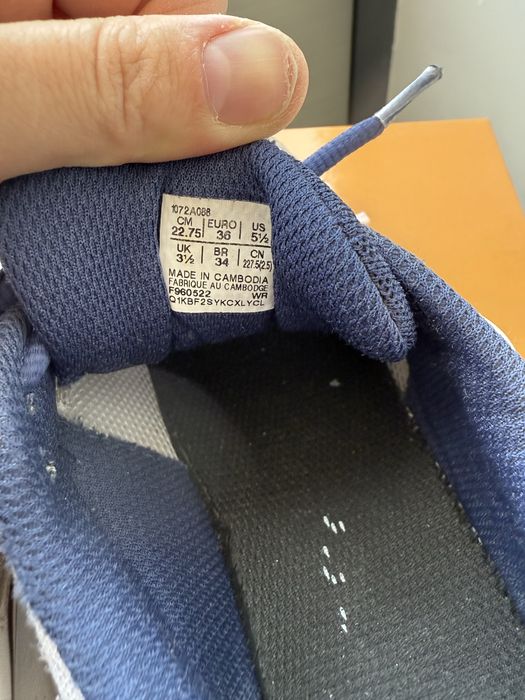 1072A088
CM EURO US
22.75 36 5½
UK BR CN
3½ 34 227.5(2.5)
MADE IN CAMBODIA
FABRIQUE AU CAMBODGE
F960522 WR
Q1KBF2SYKCXLYCL